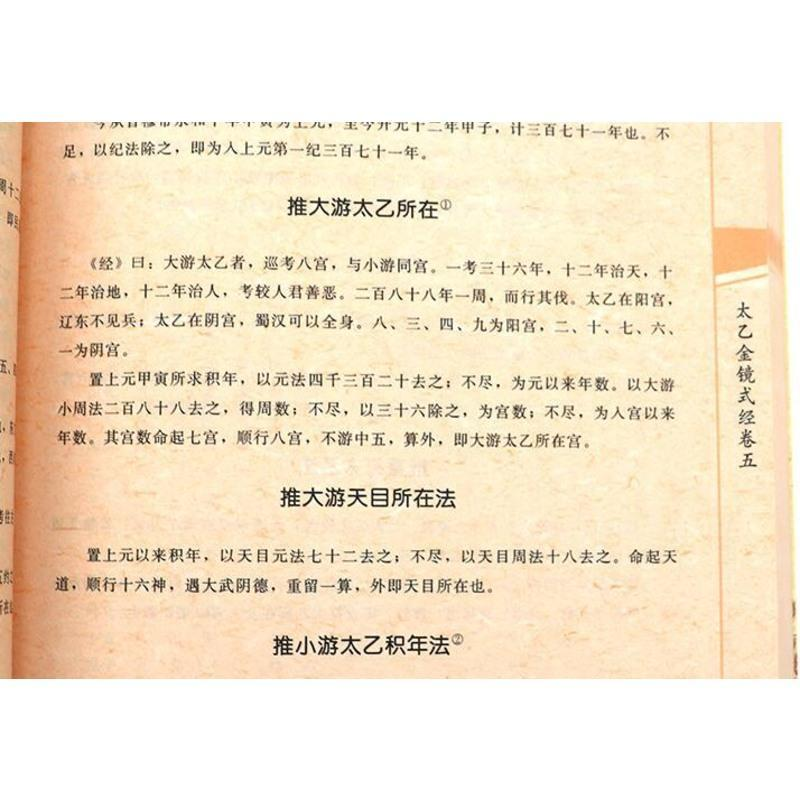 今从晋穆帝永和十年甲寅为上元，至今开元十二年甲子，计三百七十一年也。不
足，以纪法除之，即为入上元第一纪三百七十一年。
推大游太乙所在①
《经》曰：大游太乙者，巡考八宫，与小游同宫。一考三十六年，十二年治天，十
二年治地，十二年治人，考较人君善恶。二百八十八年一周，而行其伐。太乙在阳宫，
辽东不见兵；太乙在阴宫，蜀汉可以全身。八、三、四、九为阳宫，二、十、七、六、
一为阴宫。
置上元甲寅所求积年，以元法四千三百二十去之；不尽，为元以来年数。以大游
小周法二百八十八去之，得周数；不尽，以三十六除之，为宫数；不尽，为入宫以来
年数。其宫数命起七宫，顺行八宫，不游中五，算外，即大游太乙所在宫。
推大游天目所在法
置上元以来积年，以天目元法七十二去之；不尽，以天目周法十八去之。命起天
道，顺行十六神，遇大武阴德，重留一算，外即天目所在也。
推小游太乙积年法②
太乙金镜式经卷五